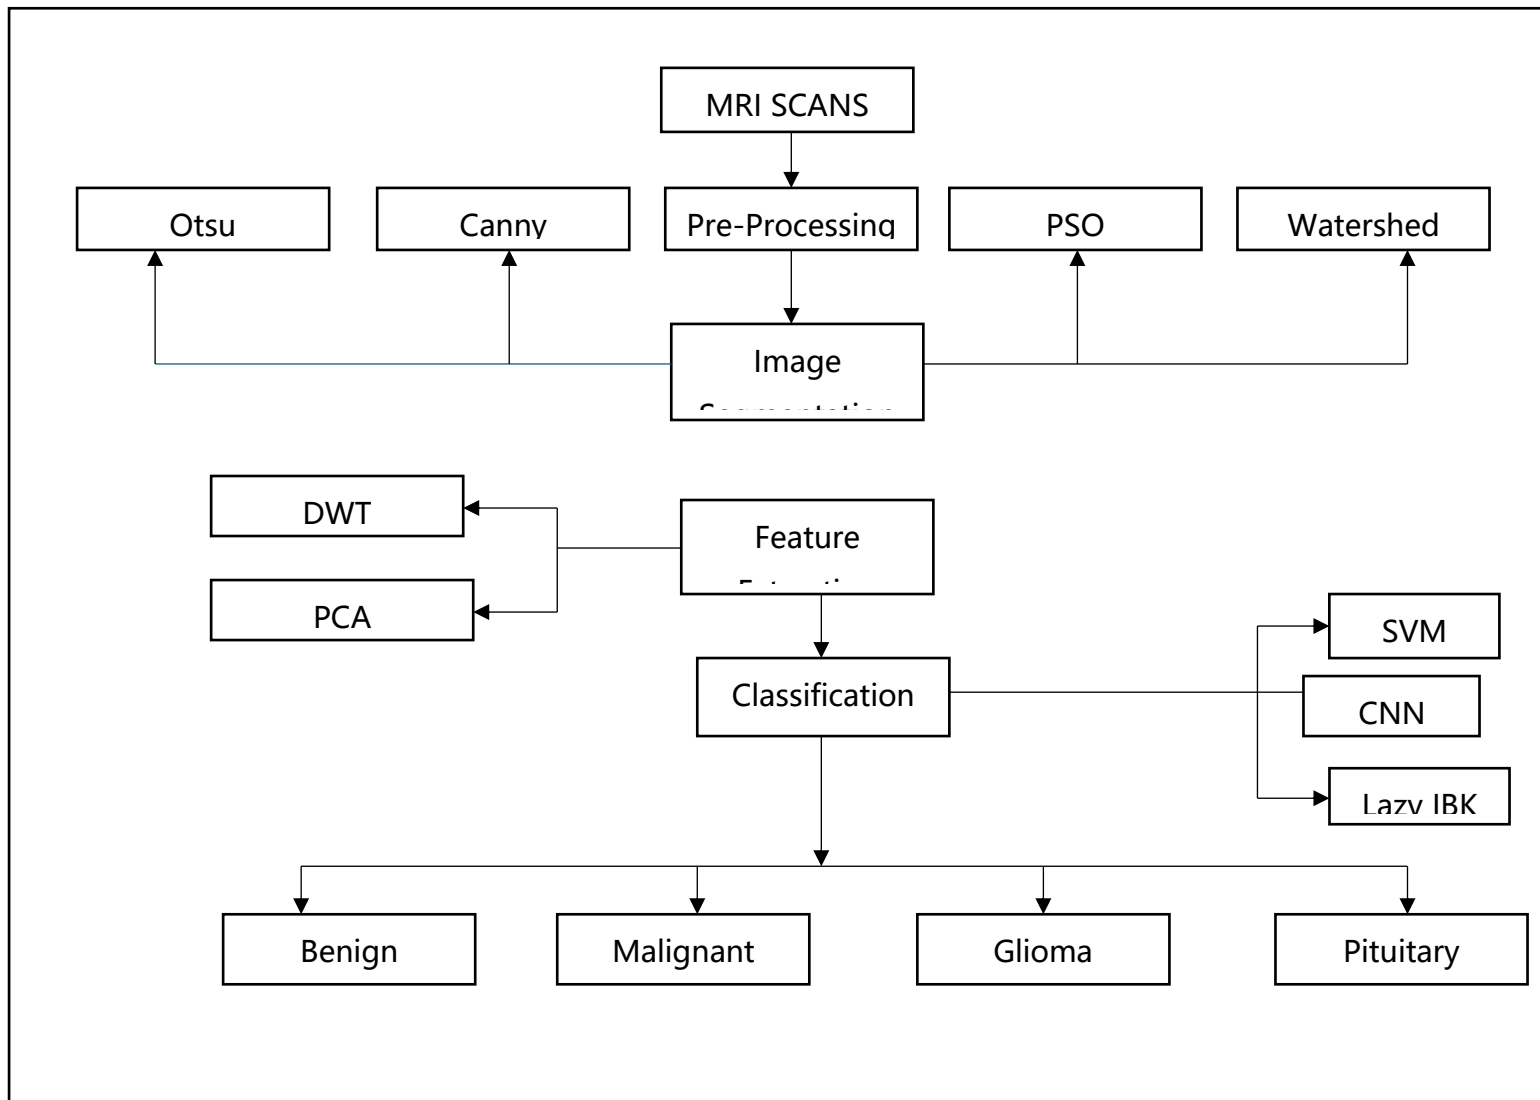 MRI SCANS
Otsu
Canny
Pre-Processing
PSO
Watershed
Image
Segmentation
DWT
Feature
PCA
SVM
Classification
CNN
Lazy IBK
Benign
Malignant
Glioma
Pituitary